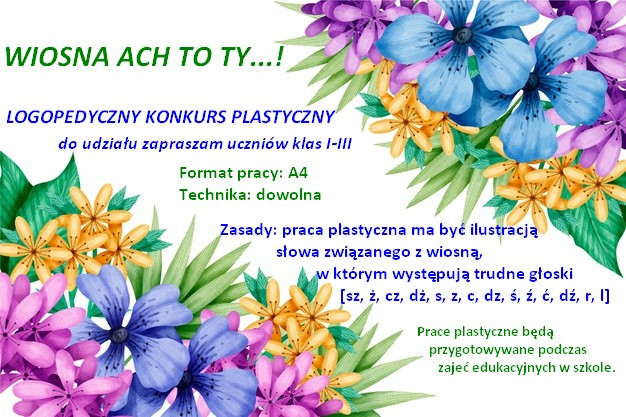 WIOSNA ACH TO TY...!
LOGOPEDYCZNY KONKURS PLASTYCZNY
do udziału zapraszam uczniów klas I-III
Format pracy: A4
Technika: dowolna
Zasady: praca plastyczna ma być ilustracją
słowa związanego z wiosną,
w którym występują trudne głoski
[sz, ż, cz, dż, s, z, c, dz, ś, ź, ć, dź, r, l]
Prace plastyczne będą
przygotowywane podczas
zajeć edukacyjnych w szkole.